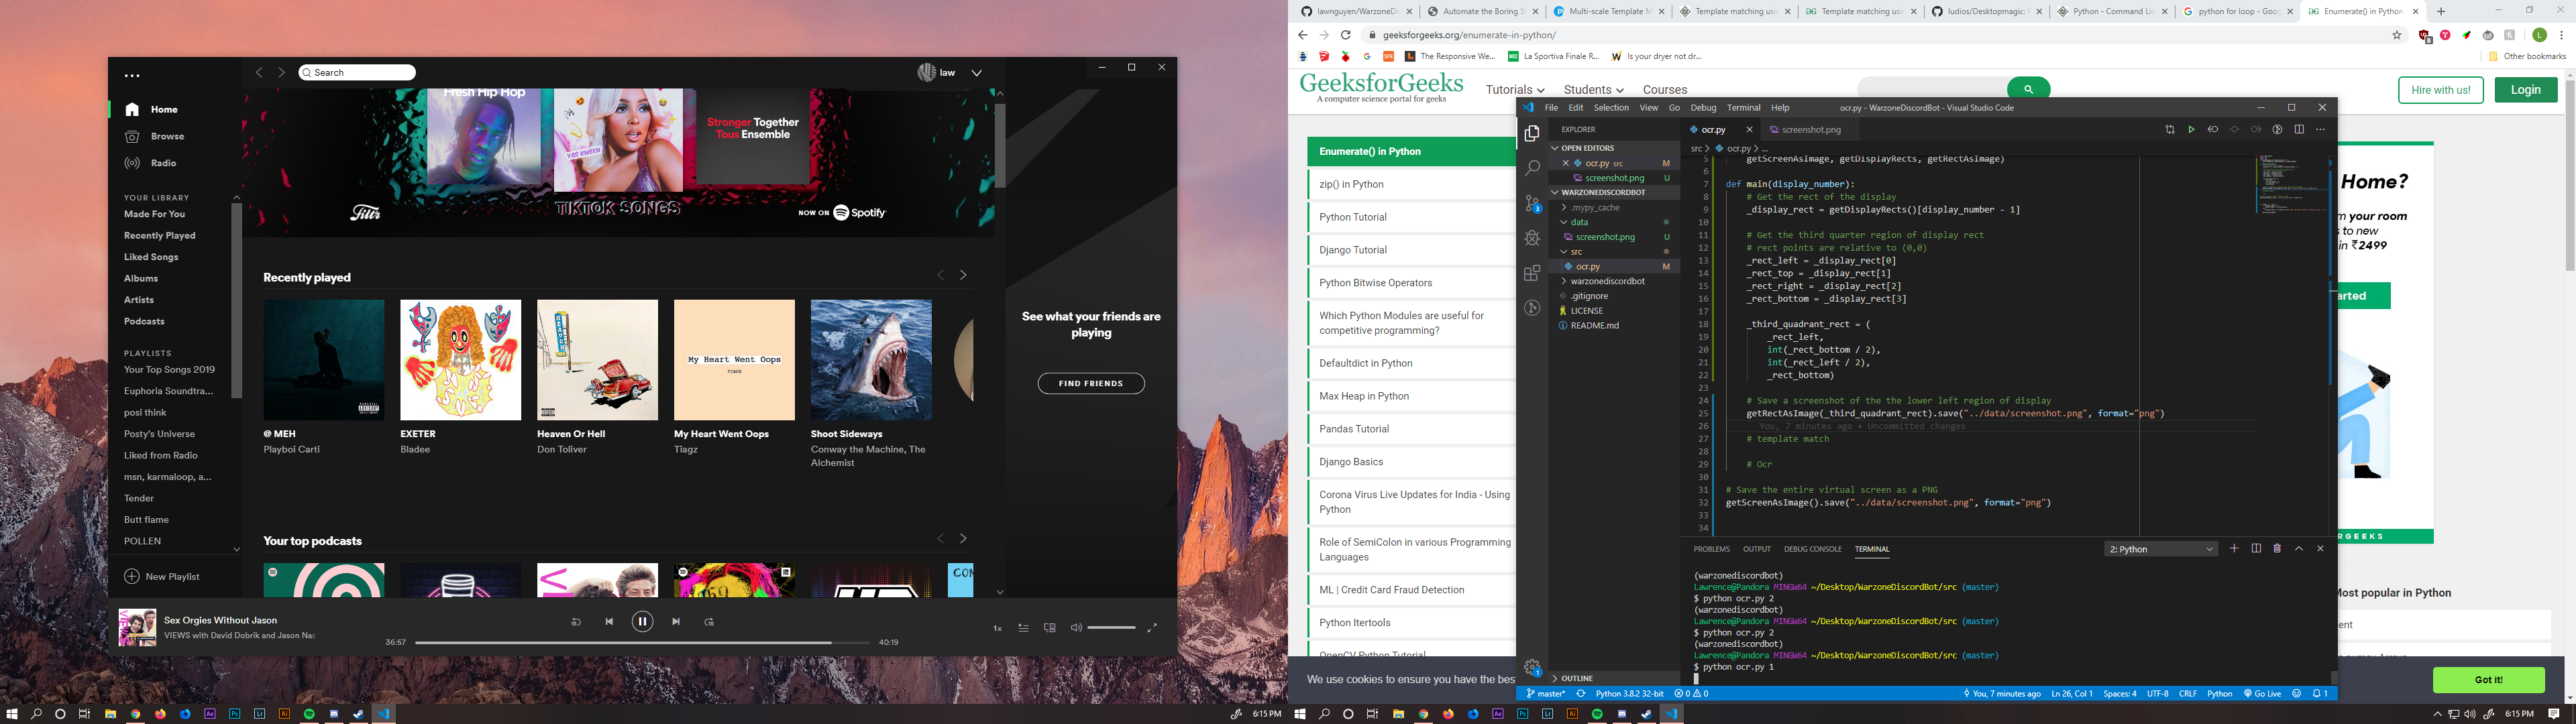 Search
law
Home
Browse
Radio
YOUR LIBRARY
Made For You
Recently Played
Liked Songs
Albums
Artists
Podcasts
PLAYLISTS
Your Top Songs 2019
Euphoria Soundtra...
posi think
Posty's Universe
Liked from Radio
msn, karmaloop, a...
Tender
Butt flame
POLLEN
New Playlist
Fresh Hip Hop
YAS KWEEN
TIKTOK SONGS
Stronger Together
Tous Ensemble
NOW ON Spotify
Recently played
My Heart Went Oops
TIAGZ
@ MEH
Playboi Carti
EXETER
Bladee
Heaven Or Hell
Don Toliver
My Heart Went Oops
Tiagz
Shoot Sideways
Conway the Machine, The
Alchemist
Your top podcasts
See what your friends are
playing
FIND FRIENDS
Sex Orgies Without Jason
VIEWS with David Dobrik and Jason Nas
36:57
40:19
1x
6:15 PM
lawnguyen/WarzoneDi
Automate the Boring S
Multi-scale Template M
Template matching usi
Template matching usi
ludios/Desktopmagic:
Python - Command Lin
python for loop - Goog
Enumerate() in Python
geeksforgeeks.org/enumerate-in-python/
The Responsive We...
La Sportiva Finale R...
Is your dryer not dr...
Other bookmarks
GeeksforGeeks
A computer science portal for geeks
Tutorials
Students
Courses
Hire with us!
Login
Enumerate() in Python
zip() in Python
Python Tutorial
Django Tutorial
Python Bitwise Operators
Which Python Modules are useful for
competitive programming?
Defaultdict in Python
Max Heap in Python
Pandas Tutorial
Django Basics
Corona Virus Live Updates for India - Using
Python
Role of SemiColon in various Programming
Languages
ML | Credit Card Fraud Detection
Python Itertools
OpenCV Python Tutorial
We use cookies to ensure you have the bes
Got it!
Home?
m your room
s to new
in ₹2499
arted
RGEEKS
Most popular in Python
ent
File Edit Selection View Go Debug Terminal Help
ocr.py - WarzoneDiscordBot - Visual Studio Code
EXPLORER
OPEN EDITORS
ocr.py src M
screenshot.png U
WARZONEDISCORDBOT
.mypy_cache
data
screenshot.png U
src
ocr.py M
warzonediscordbot
.gitignore
LICENSE
README.md
OUTLINE
ocr.py
screenshot.png
src > ocr.py > ...
5 getScreenAsImage, getDisplayRects, getRectAsImage)
6
7 def main(display_number):
8 # Get the rect of the display
9 _display_rect = getDisplayRects()[display_number - 1]
10
11 # Get the third quarter region of display rect
12 # rect points are relative to (0,0)
13 _rect_left = _display_rect[0]
14 _rect_top = _display_rect[1]
15 _rect_right = _display_rect[2]
16 _rect_bottom = _display_rect[3]
17
18 _third_quadrant_rect = (
19 _rect_left,
20 int(_rect_bottom / 2),
21 int(_rect_left / 2),
22 _rect_bottom)
23
24 # Save a screenshot of the the lower left region of display
25 getRectAsImage(_third_quadrant_rect).save("../data/screenshot.png", format="png")
26 You, 7 minutes ago • Uncommitted changes
27 # template match
28
29 # Ocr
30
31 # Save the entire virtual screen as a PNG
32 getScreenAsImage().save("../data/screenshot.png", format="png")
33
34
PROBLEMS OUTPUT DEBUG CONSOLE TERMINAL
2: Python
(warzonediscordbot)
Lawrence@Pandora MINGW64 ~/Desktop/WarzoneDiscordBot/src (master)
$ python ocr.py 2
(warzonediscordbot)
Lawrence@Pandora MINGW64 ~/Desktop/WarzoneDiscordBot/src (master)
$ python ocr.py 2
(warzonediscordbot)
Lawrence@Pandora MINGW64 ~/Desktop/WarzoneDiscordBot/src (master)
$ python ocr.py 1
master*
Python 3.8.2 32-bit
0 0
You, 7 minutes ago
Ln 26, Col 1
Spaces: 4
UTF-8
CRLF
Python
Go Live
1
6:15 PM